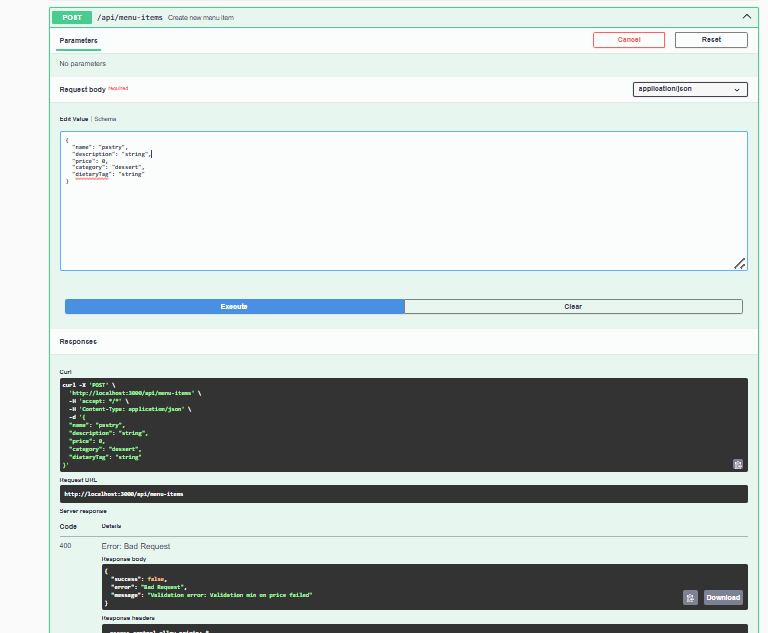 POST /api/menu-items Create new menu item
Parameters
Cancel
Reset
No parameters
Request body required
application/json
Edit Value | Schema
{
"name": "pastry",
"description": "string",
"price": 0,
"category": "dessert",
"dietaryTag": "string"
}
Execute
Clear
Responses
Curl
curl -X 'POST' \
'http://localhost:3000/api/menu-items' \
-H 'accept: */*' \
-H 'Content-Type: application/json' \
-d '{
"name": "pastry",
"description": "string",
"price": 0,
"category": "dessert",
"dietaryTag": "string"
}'
Request URL
http://localhost:3000/api/menu-items
Server response
Code Details
400 Error: Bad Request
Response body
{
"success": false,
"error": "Bad Request",
"message": "Validation error: Validation min on price failed"
}
Download
Response headers